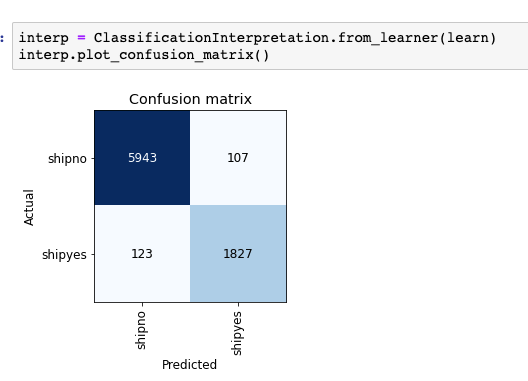 :
interp = ClassificationInterpretation.from_learner(learn)
interp.plot_confusion_matrix()
Confusion matrix
Actual
shipno
5943
107
shipyes
123
1827
shipno
shipyes
Predicted